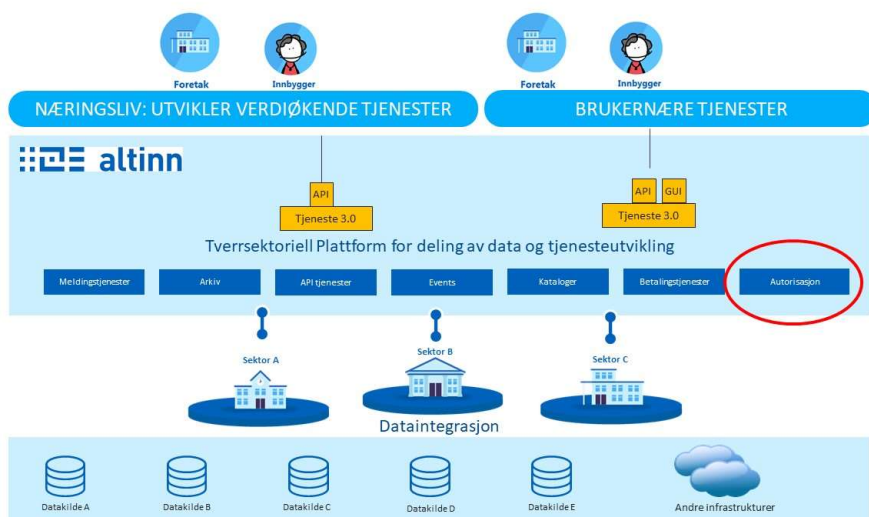 Foretak
Innbygger
Foretak
Innbygger
NÆRINGSLIV: UTVIKLER VERDIØKENDE TJENESTER
BRUKERNÆRE TJENESTER
altinn
API
Tjeneste 3.0
API
GUI
Tjeneste 3.0
Tverrsektoriell Plattform for deling av data og tjenesteutvikling
Meldingstjenester
Arkiv
API tjenester
Events
Kataloger
Betalingstjenester
Autorisasjon
Sektor A
Sektor B
Sektor C
Dataintegrasjon
Datakilde A
Datakilde B
Datakilde C
Datakilde D
Datakilde E
Andre infrastrukturer